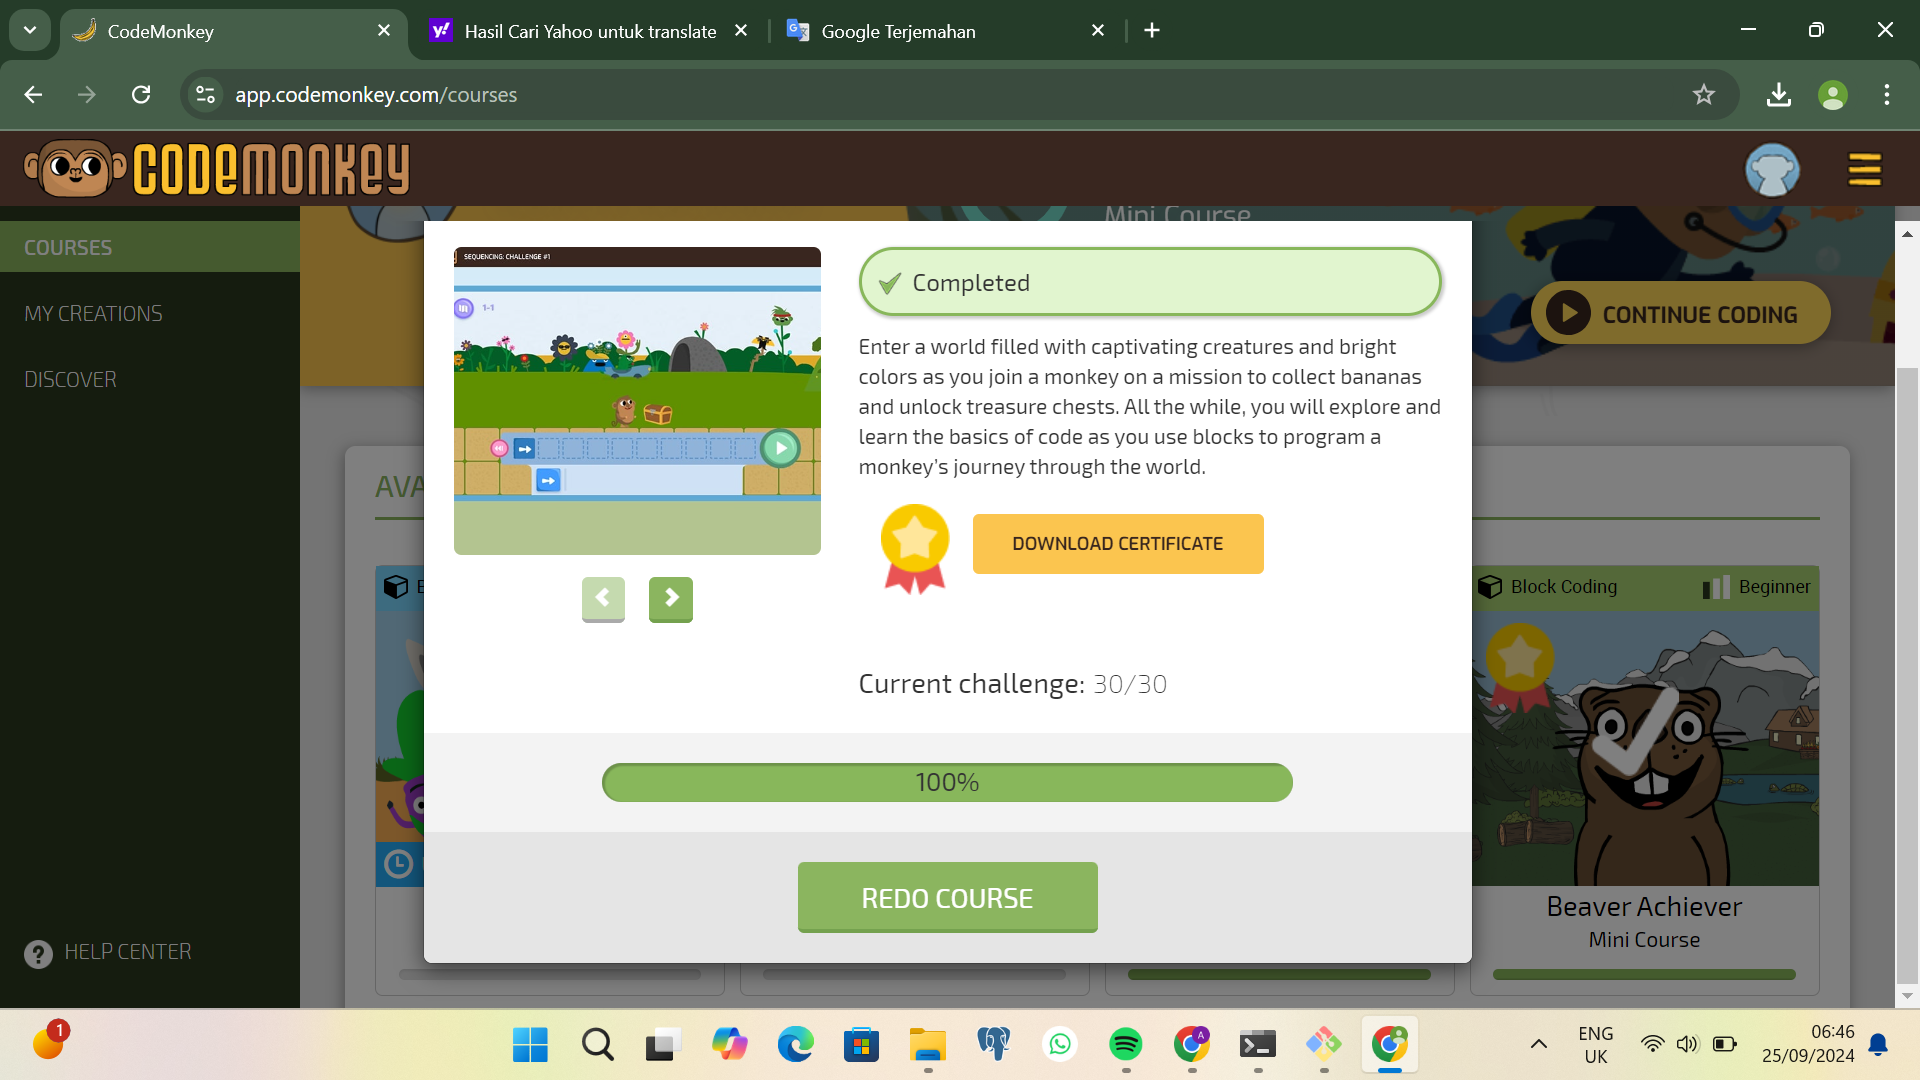 CodeMonkey
Hasil Cari Yahoo untuk translate
Google Terjemahan
app.codemonkey.com/courses
CODEMONKEY
COURSES
MY CREATIONS
DISCOVER
HELP CENTER
Mini Course
CONTINUE CODING
AVA
SEQUENCING: CHALLENGE #1
1-1
Completed
Enter a world filled with captivating creatures and bright
colors as you join a monkey on a mission to collect bananas
and unlock treasure chests. All the while, you will explore and
learn the basics of code as you use blocks to program a
monkey's journey through the world.
DOWNLOAD CERTIFICATE
Current challenge: 30/30
100%
REDO COURSE
Block Coding
Beginner
Beaver Achiever
Mini Course
1
A
ENG
UK
06:46
25/09/2024